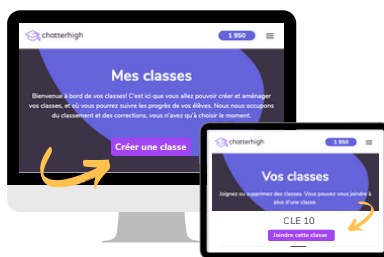 chatterhigh
1 950
Mes classes
Bienvenue à bord de vos classes! C'est ici que vous allez pouvoir créer et aménager
vos classes, et où vous pourrez suivre les progrès de vos élèves. Nous nous occupons
du classement et des corrections, vous n'avez qu'à choisir le moment.
Créer une classe
chatterhigh
1 950
Vos classes
Joignez ou supprimez des classes. Vous pouvez vous joindre à
plus d'une classe.
CLE 10
Joindre cette classe